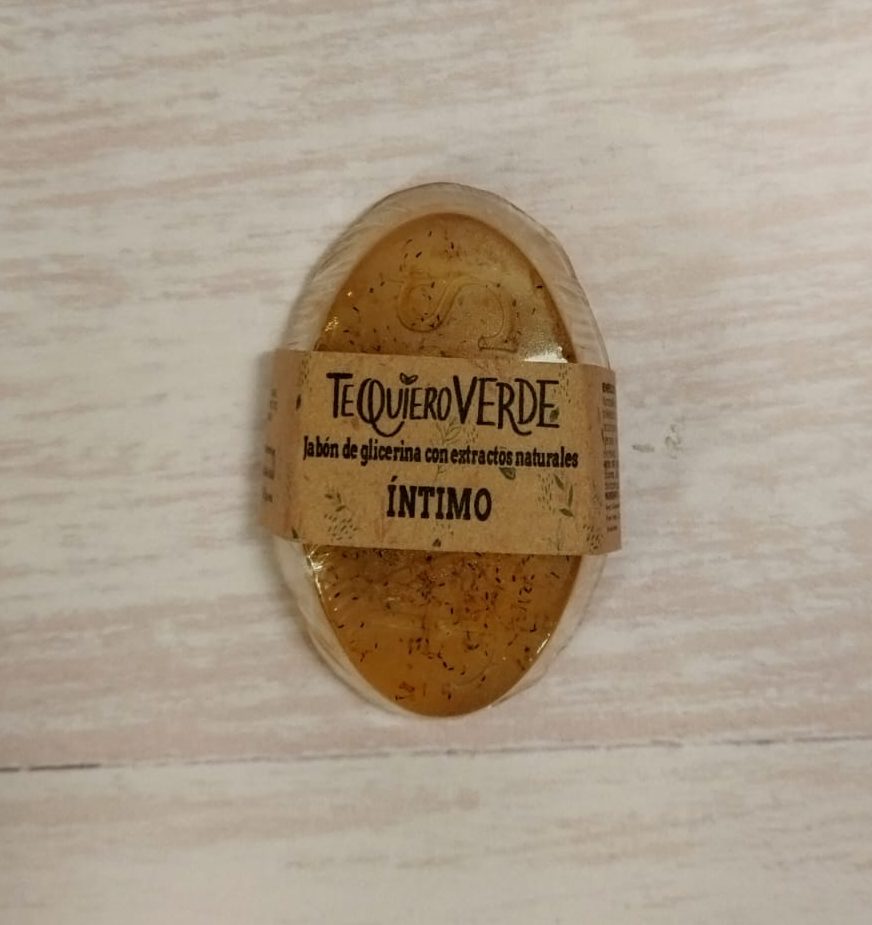 TE QUIERO VERDE
Jabón de glicerina con extractos naturales
ÍNTIMO